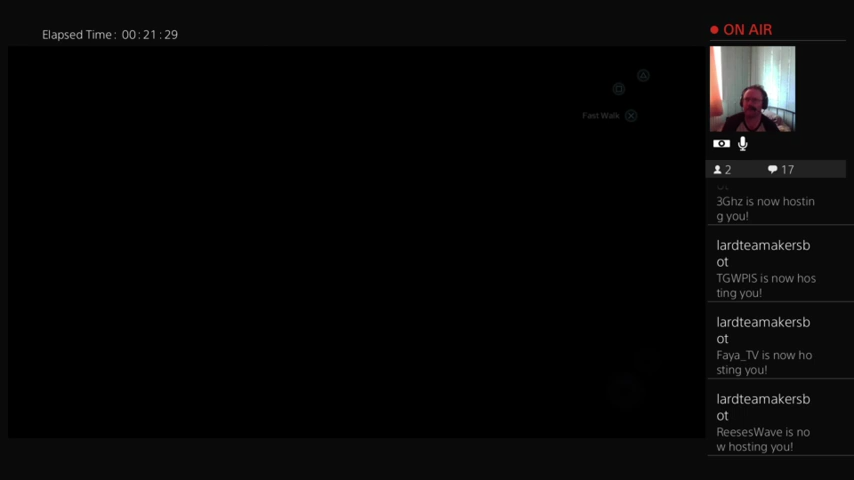 Elapsed Time: 00:21:29
ON AIR
Fast Walk
2 17
3Ghz is now hostin
g you!
lardteamakersb
ot
TGWPIS is now hos
ting you!
lardteamakersb
ot
Faya_TV is now ho
sting you!
lardteamakersb
ot
ReesesWave is no
w hosting you!